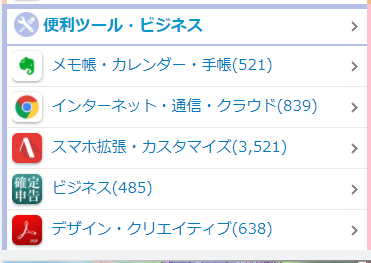 便利ツール・ビジネス
メモ帳・カレンダー・手帳(521)
インターネット・通信・クラウド(839)
スマホ拡張・カスタマイズ(3,521)
確定
申告
ビジネス(485)
PDF
デザイン・クリエイティブ(638)